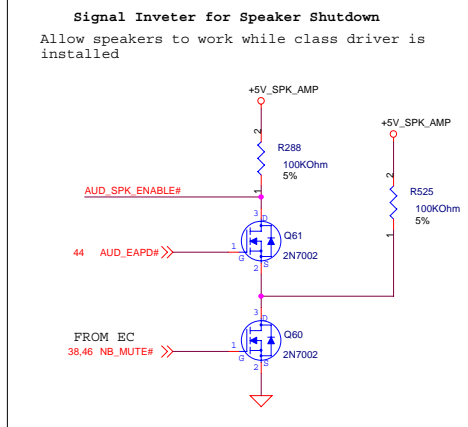 Signal Inveter for Speaker Shutdown
Allow speakers to work while class driver is
installed
+5V_SPK_AMP
+5V_SPK_AMP
2
R288
100KOhm
5%
1
2
R525
100KOhm
5%
1
AUD_SPK_ENABLE#
3
D
Q61
44 AUD_EAPD#
1
G
2N7002
2
S
3
D
Q60
FROM EC
38,46 NB_MUTE#
1
G
2N7002
2
S